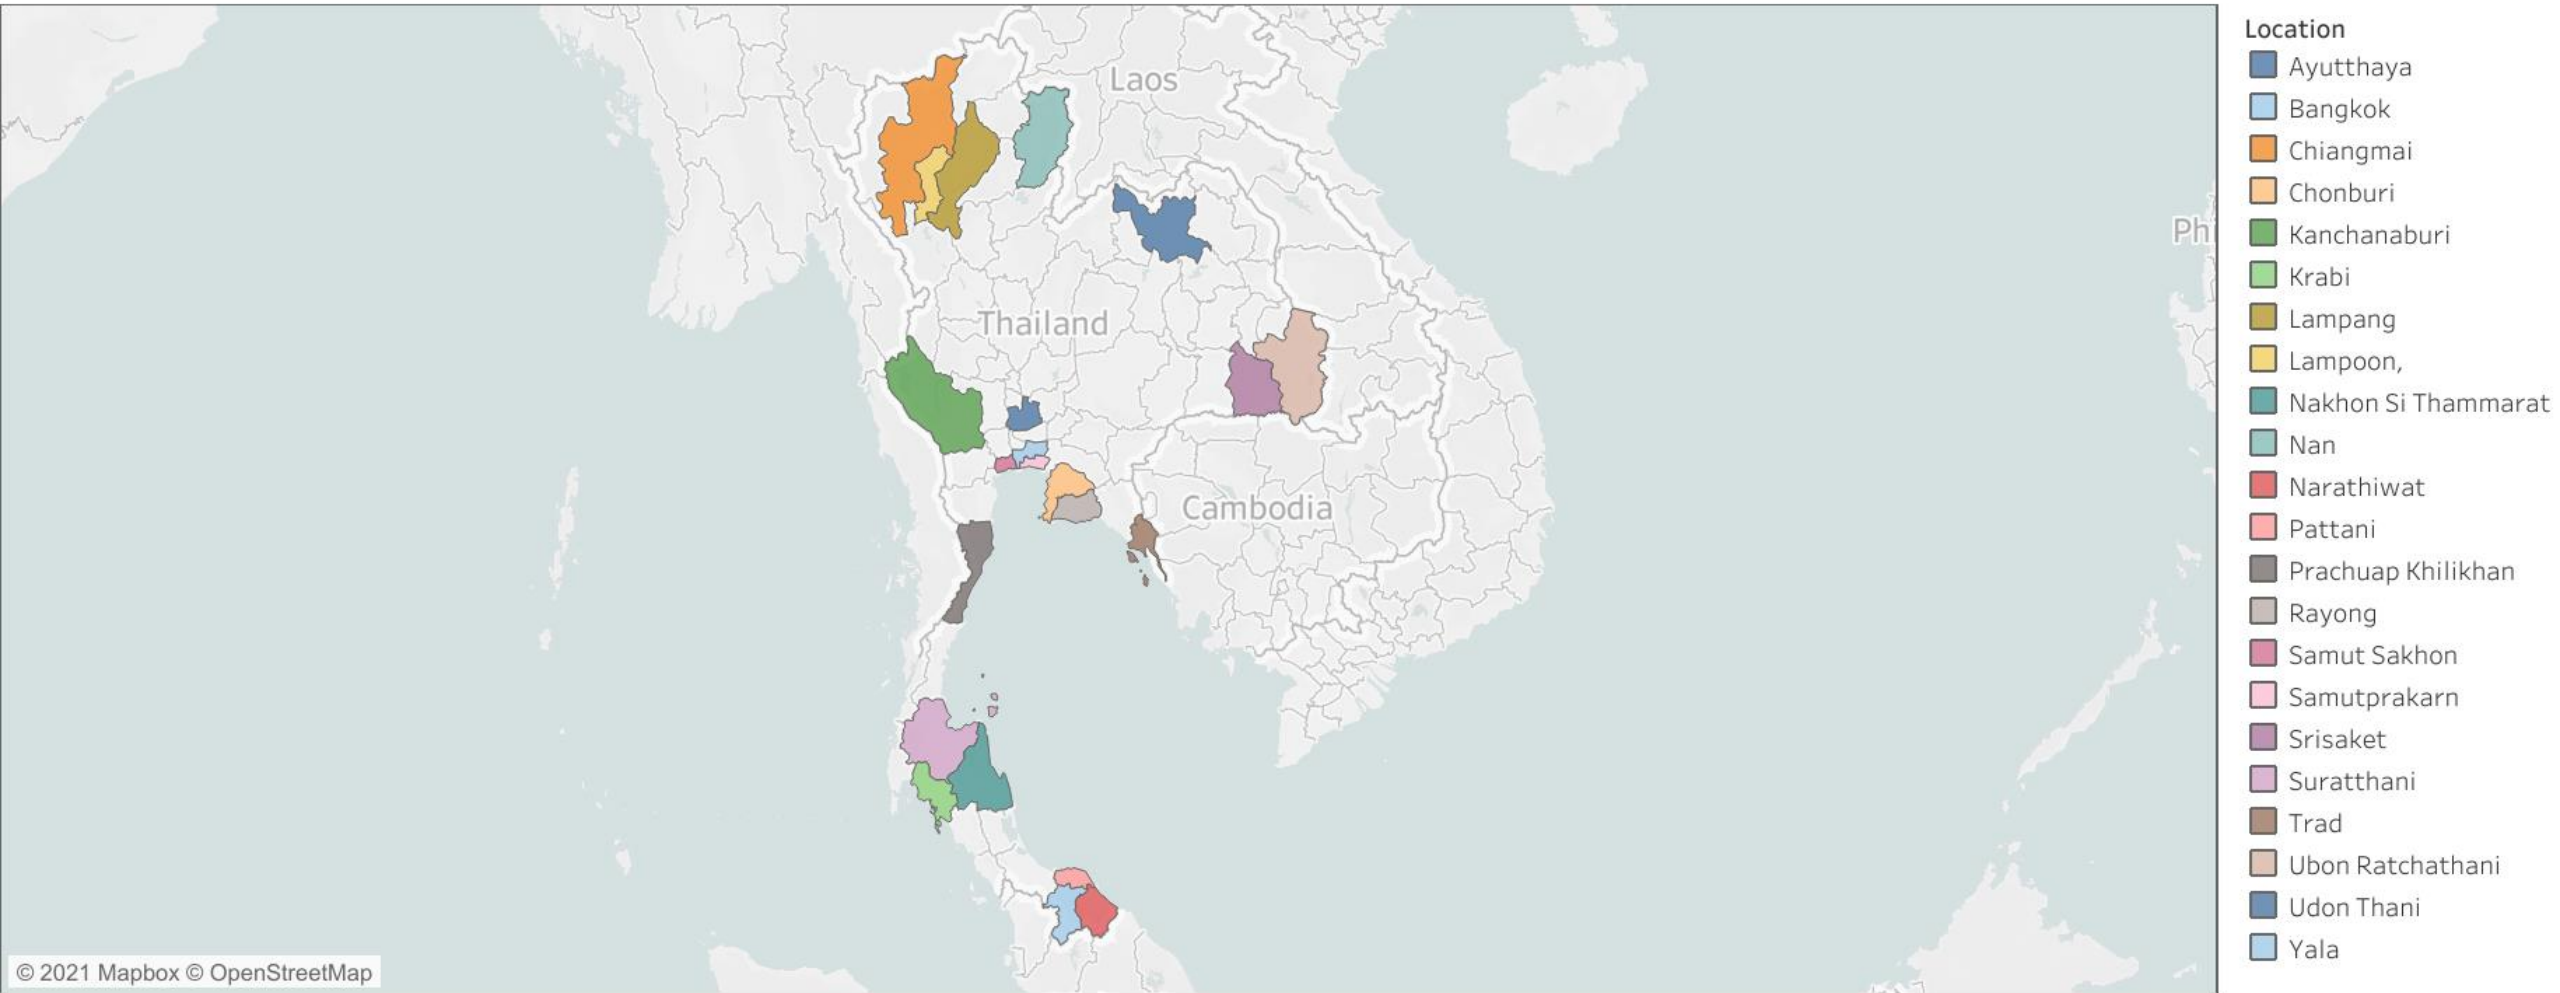 Laos
Thailand
Cambodia
Phi
© 2021 Mapbox © OpenStreetMap
Location
Ayutthaya
Bangkok
Chiangmai
Chonburi
Kanchanaburi
Krabi
Lampang
Lampoon,
Nakhon Si Thammarat
Nan
Narathiwat
Pattani
Prachuap Khilikhan
Rayong
Samut Sakhon
Samutprakarn
Srisaket
Suratthani
Trad
Ubon Ratchathani
Udon Thani
Yala